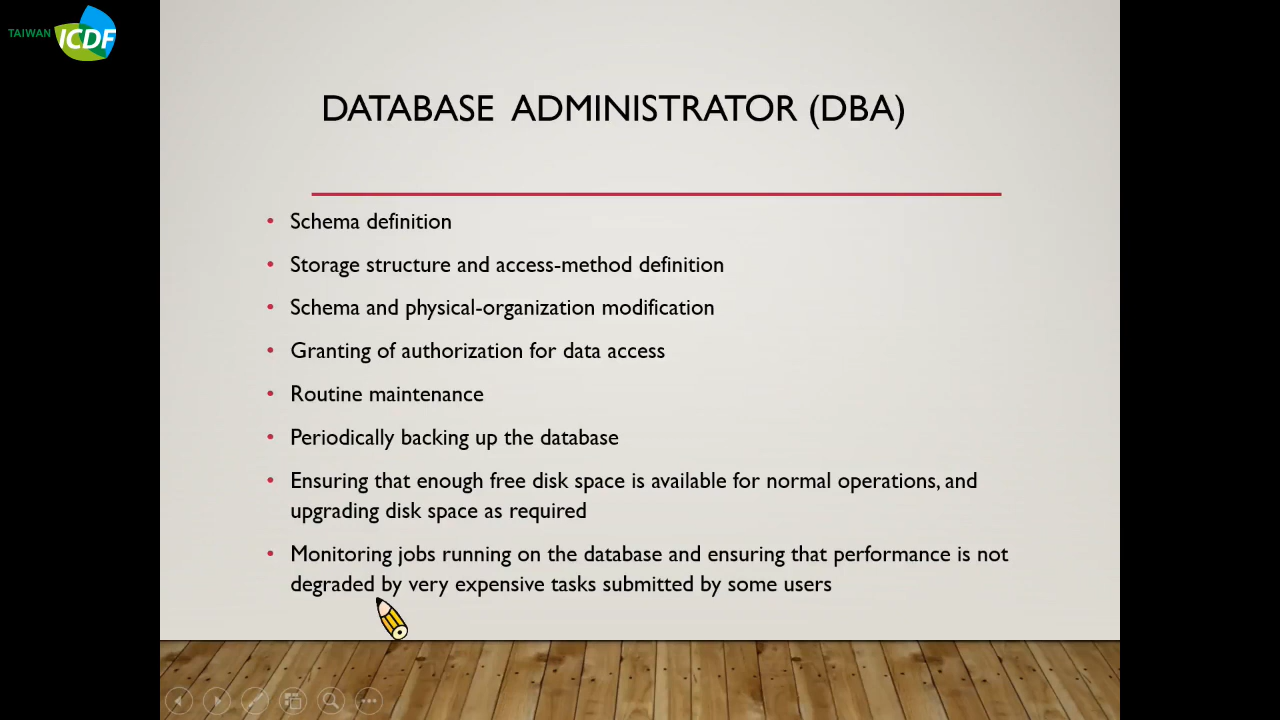 TAIWAN ICDF
DATABASE ADMINISTRATOR (DBA)
• Schema definition
• Storage structure and access-method definition
• Schema and physical-organization modification
• Granting of authorization for data access
• Routine maintenance
• Periodically backing up the database
• Ensuring that enough free disk space is available for normal operations, and
upgrading disk space as required
• Monitoring jobs running on the database and ensuring that performance is not
degraded by very expensive tasks submitted by some users